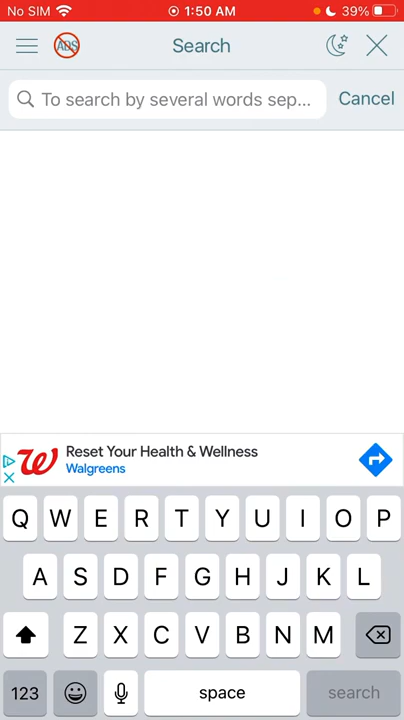 No SIM 1:50 AM 39%
ADS Search
To search by several words sep... Cancel
Reset Your Health & Wellness
Walgreens
Q W E R T Y U I O P
A S D F G H J K L
Z X C V B N M
123 space search